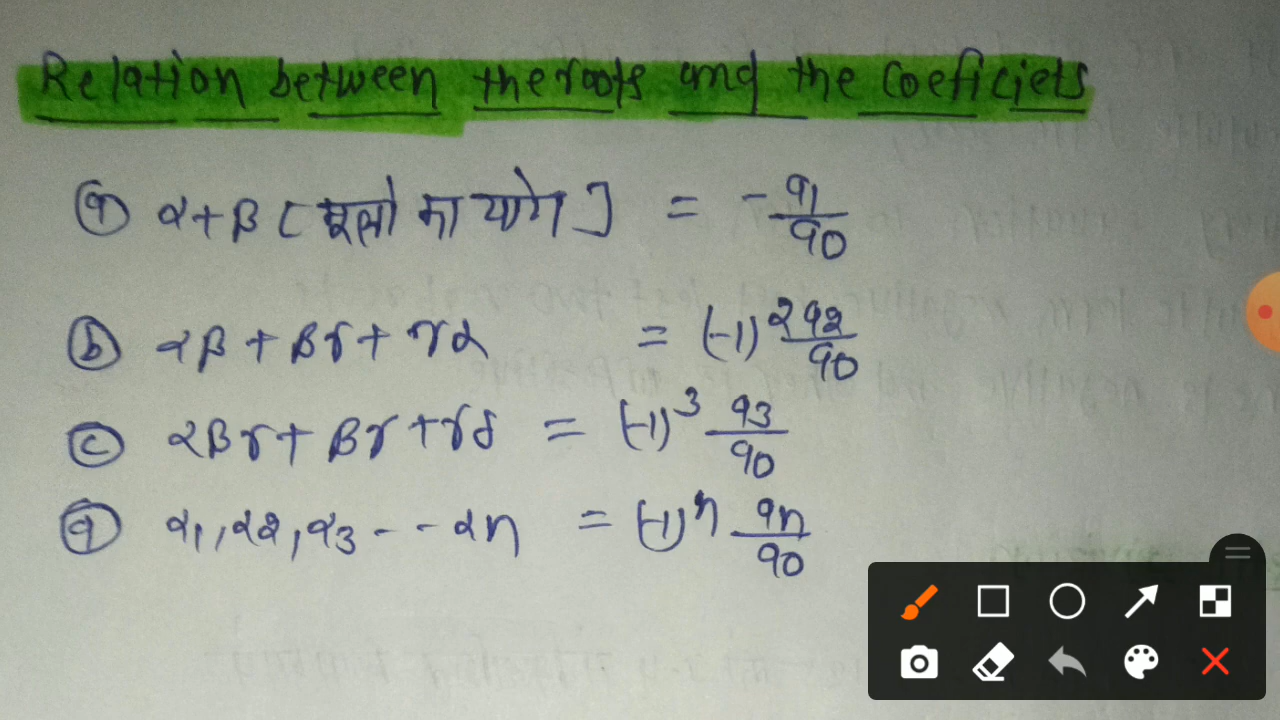 Relation between the roots and the Coeficiets
(a) α+β [मूलो का योग] = -a1/a0
(b) αβ + βγ + γα = (-1)^2 a2/a0
(c) αβγ + βγ + γδ = (-1)^3 a3/a0
(d) α1, α2, α3 - - αn = (-1)^n an/a0